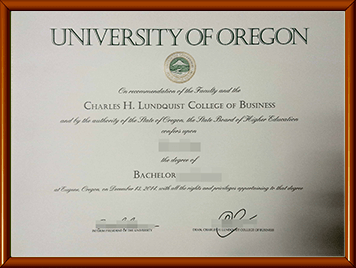 UNIVERSITY OF OREGON
On recommendation of the Faculty and the
CHARLES H. LUNDQUIST COLLEGE OF BUSINESS
and by the authority of the State of Oregon, the State Board of Higher Education
confers upon
the degree of
BACHELOR
at Eugene, Oregon, on December 13, 2011, with all the rights and privileges appertaining to that degree